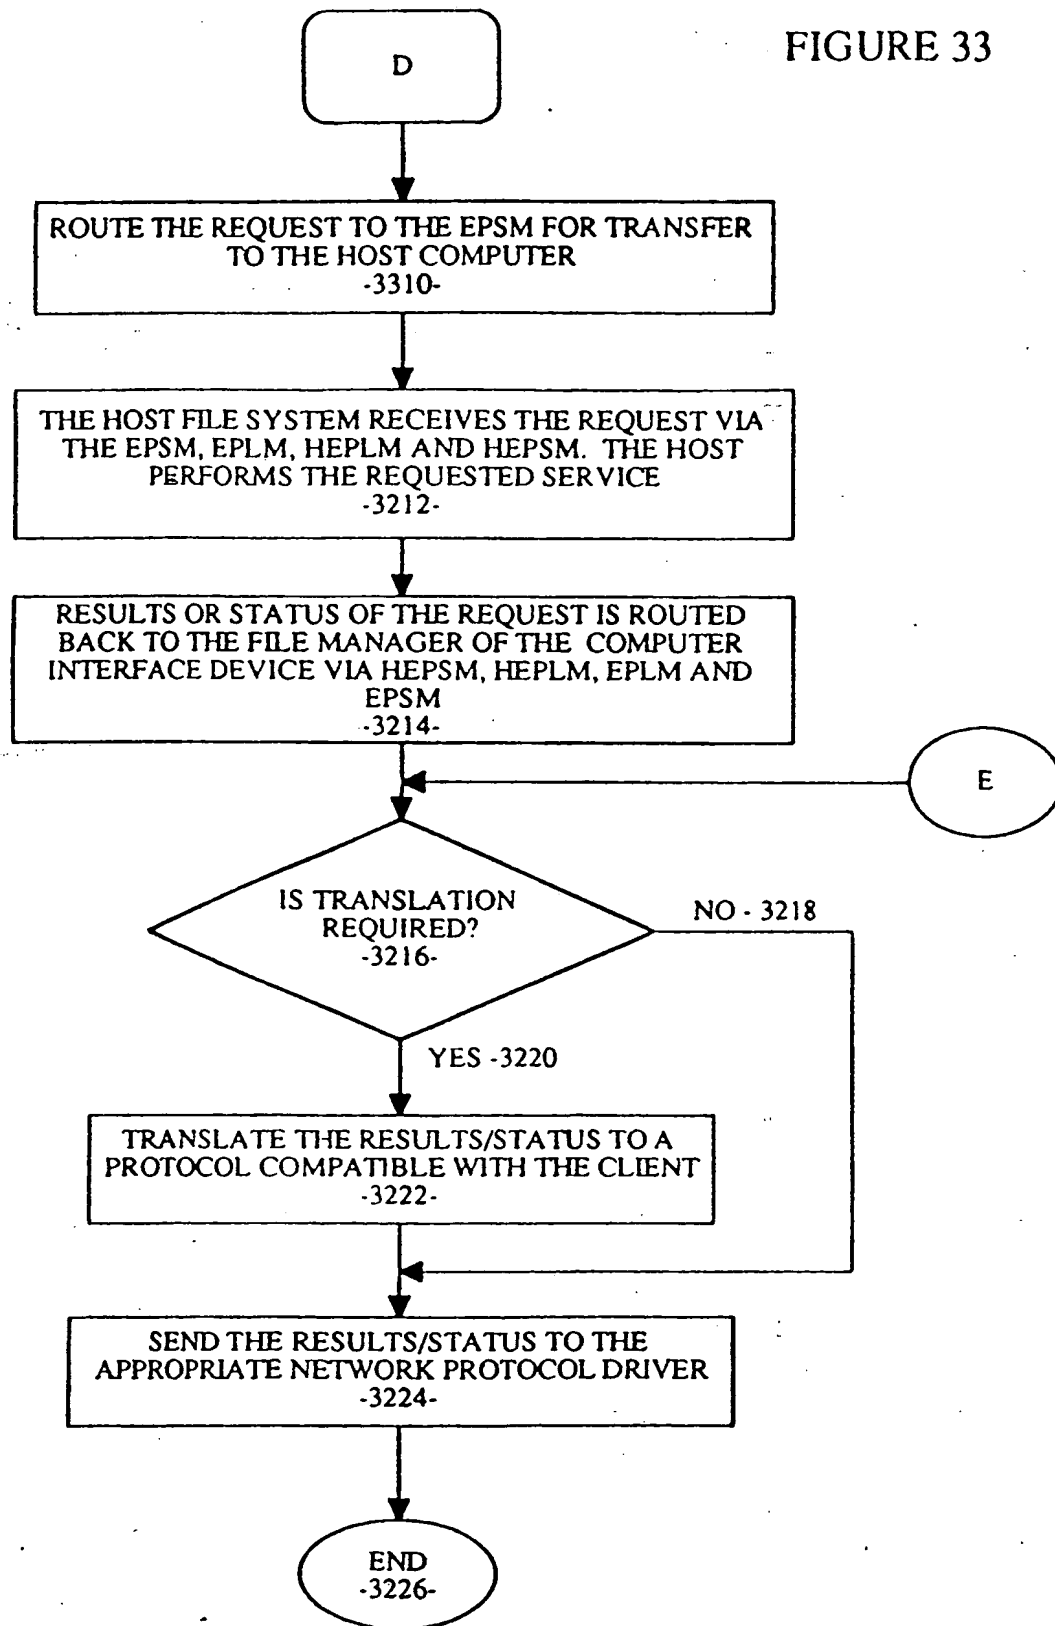 FIGURE 33
D
ROUTE THE REQUEST TO THE EPSM FOR TRANSFER
TO THE HOST COMPUTER
-3310-
THE HOST FILE SYSTEM RECEIVES THE REQUEST VIA
THE EPSM, EPLM, HEPLM AND HEPSM. THE HOST
PERFORMS THE REQUESTED SERVICE
-3212-
RESULTS OR STATUS OF THE REQUEST IS ROUTED
BACK TO THE FILE MANAGER OF THE COMPUTER
INTERFACE DEVICE VIA HEPSM, HEPLM, EPLM AND
EPSM
-3214-
E
IS TRANSLATION
REQUIRED?
-3216-
NO - 3218
YES -3220
TRANSLATE THE RESULTS/STATUS TO A
PROTOCOL COMPATIBLE WITH THE CLIENT
-3222-
SEND THE RESULTS/STATUS TO THE
APPROPRIATE NETWORK PROTOCOL DRIVER
-3224-
END
-3226-